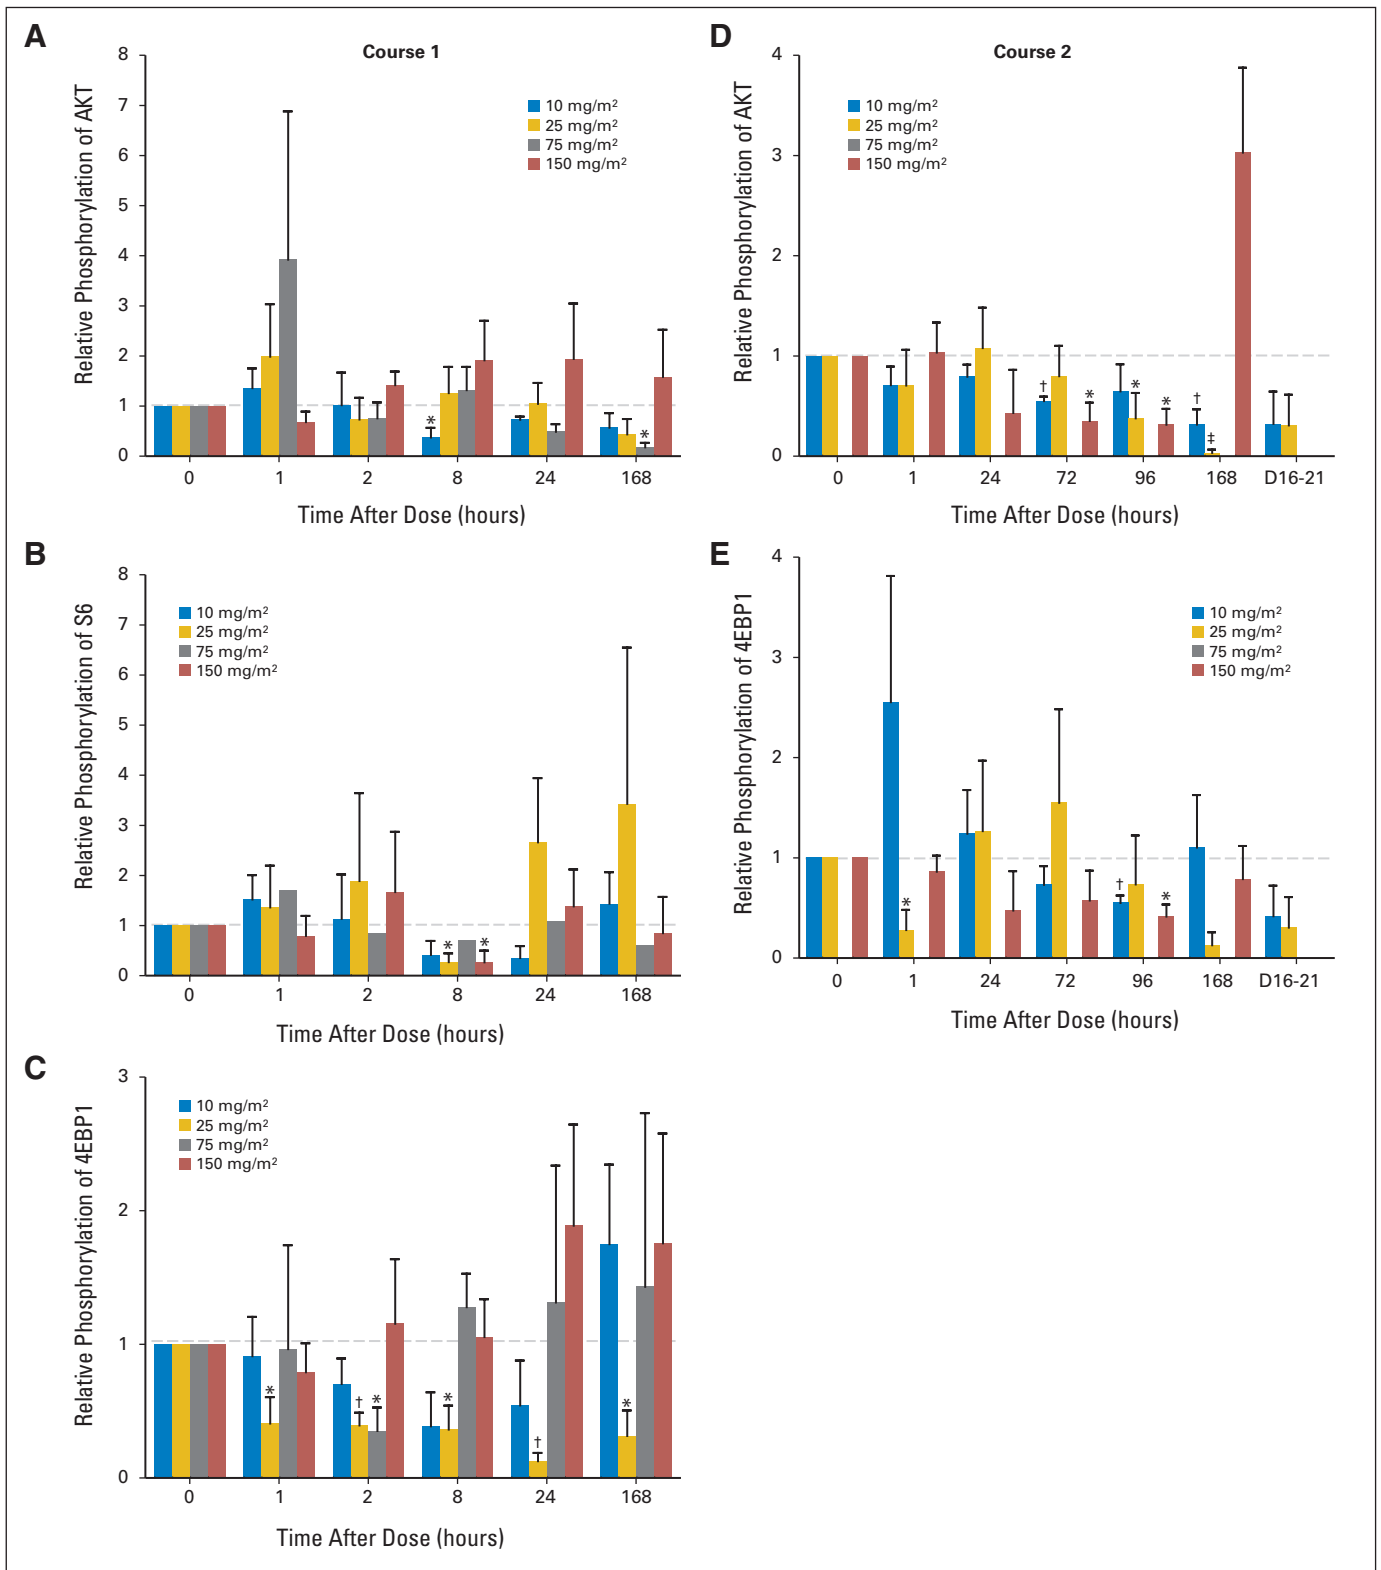 A
Course 1
Relative Phosphorylation of AKT
8
7
6
5
4
3
2
1
0
10 mg/m²
25 mg/m²
75 mg/m²
150 mg/m²
*
*
0 1 2 8 24 168
Time After Dose (hours)
D
Course 2
Relative Phosphorylation of AKT
4
3
2
1
0
10 mg/m²
25 mg/m²
75 mg/m²
150 mg/m²
† * * * † ‡
0 1 24 72 96 168 D16-21
Time After Dose (hours)
B
Relative Phosphorylation of S6
8
7
6
5
4
3
2
1
0
10 mg/m²
25 mg/m²
75 mg/m²
150 mg/m²
* *
0 1 2 8 24 168
Time After Dose (hours)
E
Relative Phosphorylation of 4EBP1
4
3
2
1
0
10 mg/m²
25 mg/m²
75 mg/m²
150 mg/m²
* † *
0 1 24 72 96 168 D16-21
Time After Dose (hours)
C
Relative Phosphorylation of 4EBP1
3
2
1
0
10 mg/m²
25 mg/m²
75 mg/m²
150 mg/m²
* † * * † *
0 1 2 8 24 168
Time After Dose (hours)